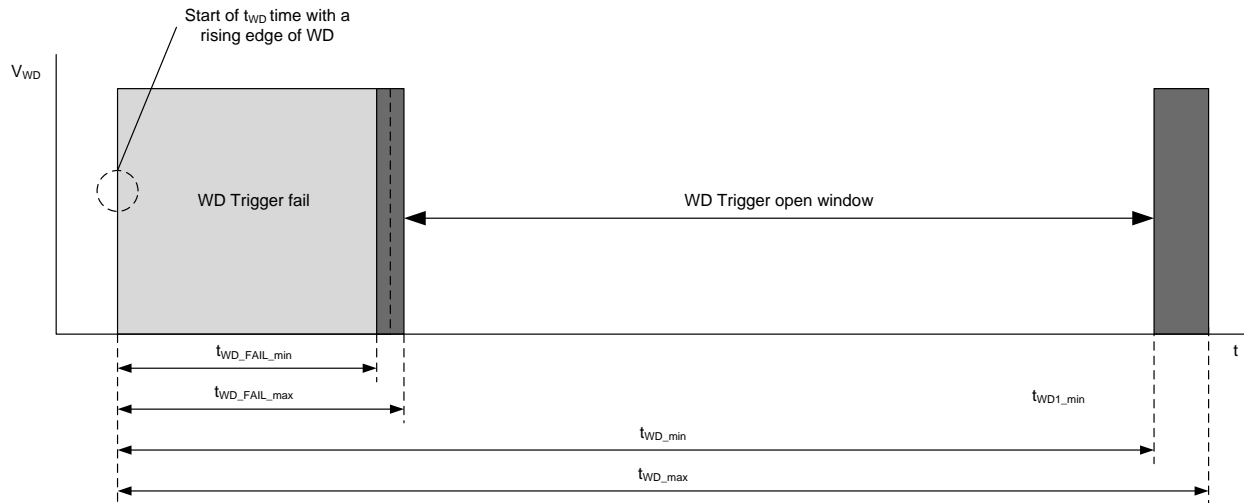 Start of tWD time with a
rising edge of WD
VWD
WD Trigger fail
WD Trigger open window
t
tWD_FAIL_min
tWD_FAIL_max
tWD1_min
tWD_min
tWD_max